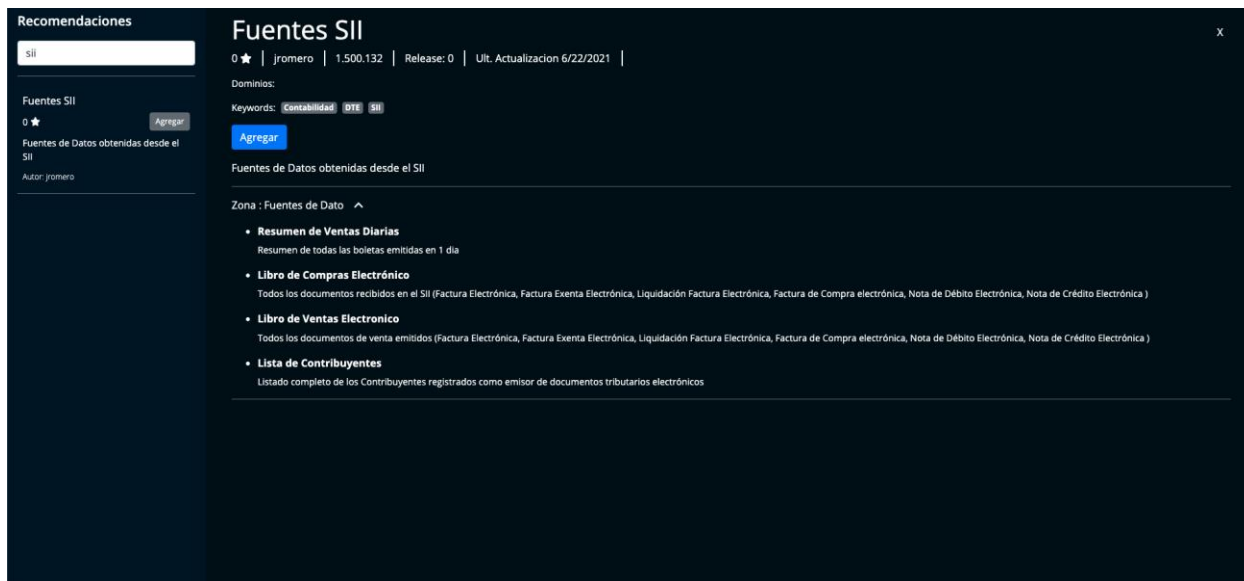 Recomendaciones
sii
Fuentes SII
0
Agregar
Fuentes de Datos obtenidas desde el
SII
Autor: jromero
Fuentes SII
X
0 | jromero | 1.500.132 | Release: 0 | Ult. Actualizacion 6/22/2021 |
Dominios:
Keywords: Contabilidad DTE SII
Agregar
Fuentes de Datos obtenidas desde el SII
Zona : Fuentes de Dato
• Resumen de Ventas Diarias
Resumen de todas las boletas emitidas en 1 dia
• Libro de Compras Electrónico
Todos los documentos recibidos en el SII (Factura Electrónica, Factura Exenta Electrónica, Liquidación Factura Electrónica, Factura de Compra electrónica, Nota de Débito Electrónica, Nota de Crédito Electrónica )
• Libro de Ventas Electronico
Todos los documentos de venta emitidos (Factura Electrónica, Factura Exenta Electrónica, Liquidación Factura Electrónica, Factura de Compra electrónica, Nota de Débito Electrónica, Nota de Crédito Electrónica )
• Lista de Contribuyentes
Listado completo de los Contribuyentes registrados como emisor de documentos tributarios electrónicos